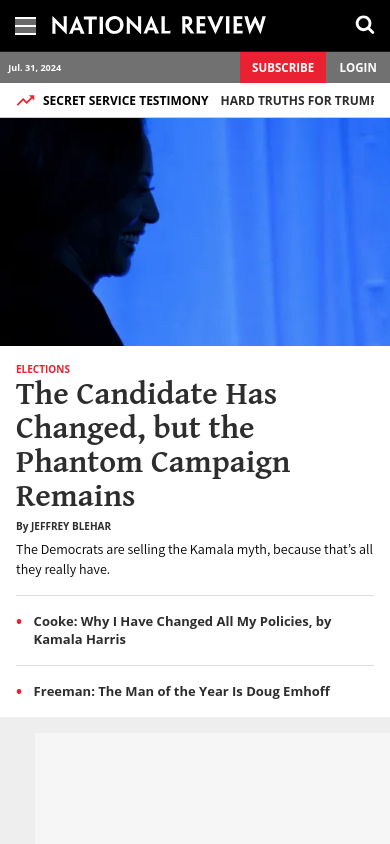 NATIONAL REVIEW
Jul. 31, 2024
SUBSCRIBE
LOGIN
SECRET SERVICE TESTIMONY
HARD TRUTHS FOR TRUMP
ELECTIONS
The Candidate Has
Changed, but the
Phantom Campaign
Remains
By JEFFREY BLEHAR
The Democrats are selling the Kamala myth, because that’s all
they really have.
• Cooke: Why I Have Changed All My Policies, by
Kamala Harris
• Freeman: The Man of the Year Is Doug Emhoff